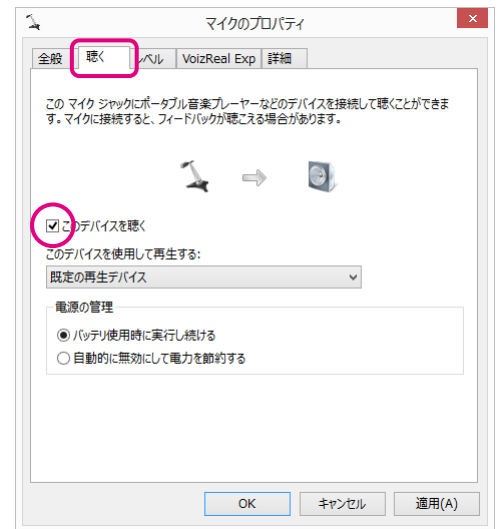 マイクのプロパティ
全般 聴く レベル VoizReal Exp 詳細
この マイク ジャックにポータブル音楽プレーヤーなどのデバイスを接続して聴くことができま
す。マイクに接続すると、フィードバックが聴こえる場合があります。
このデバイスを聴く
このデバイスを使用して再生する:
既定の再生デバイス
電源の管理
バッテリ使用時に実行し続ける
自動的に無効にして電力を節約する
OK キャンセル 適用(A)